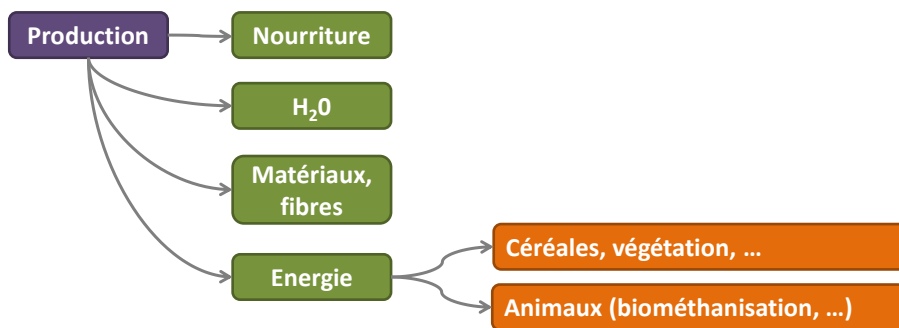 Production
Nourriture
H₂0
Matériaux,
fibres
Energie
Céréales, végétation, ...
Animaux (biométhanisation, ...)